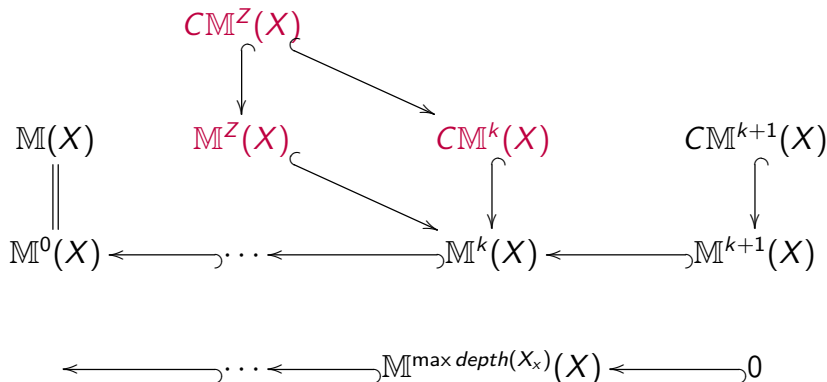 C𝕄^Z(X)
𝕄(X) 𝕄^Z(X) C𝕄^k(X) C𝕄^{k+1}(X)
𝕄^0(X) ··· 𝕄^k(X) 𝕄^{k+1}(X)
··· 𝕄^{max depth(X_x)}(X) 0